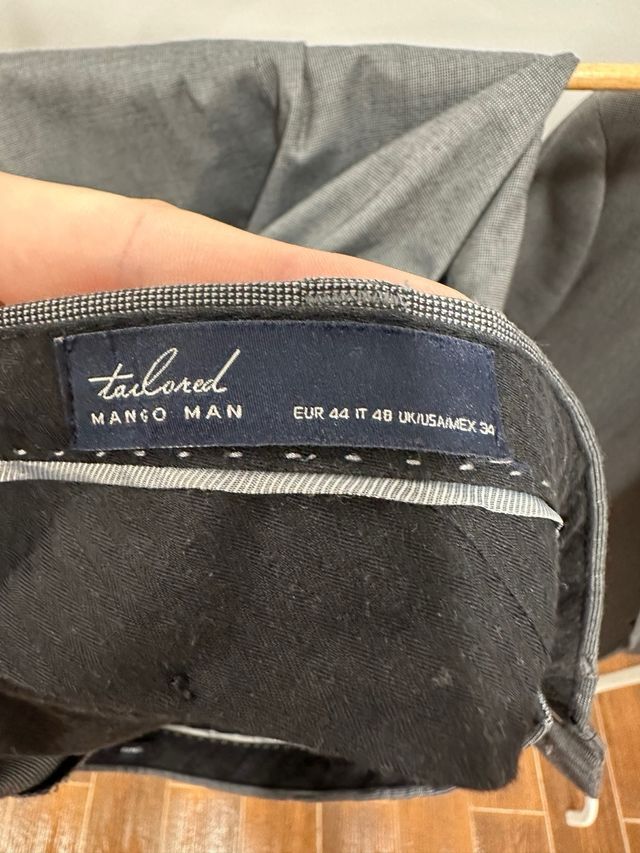 tailored
MANGO MAN
EUR 44 IT 48 UK/USA/MEX 34